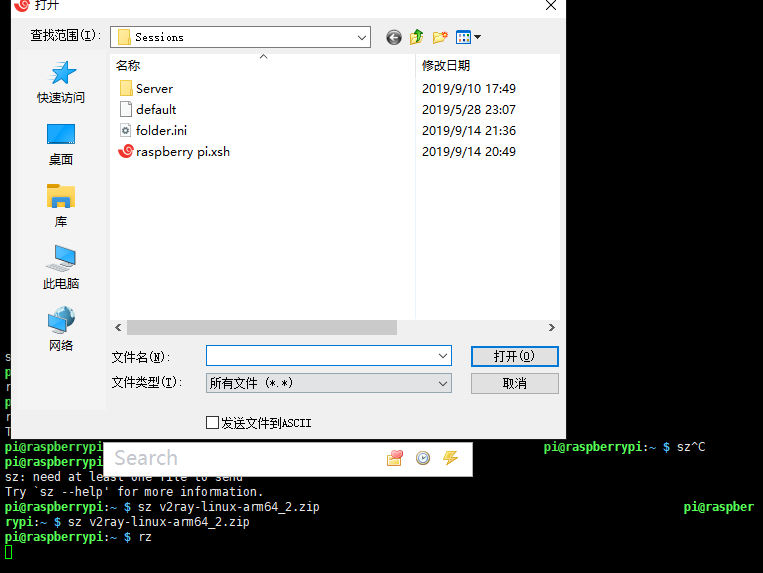 打开
查找范围(I): Sessions
名称 修改日期
Server 2019/9/10 17:49
default 2019/5/28 23:07
folder.ini 2019/9/14 21:36
raspberry pi.xsh 2019/9/14 20:49
快速访问
桌面
库
此电脑
网络
文件名(N): 打开(O)
文件类型(T): 所有文件 (*.*) 取消
发送文件到ASCII
s
p
r
p
r
T
pi@raspberrypi pi@raspberrypi:~ $ sz^C
pi@raspberrypi
Search
sz: need at least one file to send
Try `sz --help' for more information.
pi@raspberrypi:~ $ sz v2ray-linux-arm64_2.zip pi@raspber
rypi:~ $ sz v2ray-linux-arm64_2.zip
pi@raspberrypi:~ $ rz